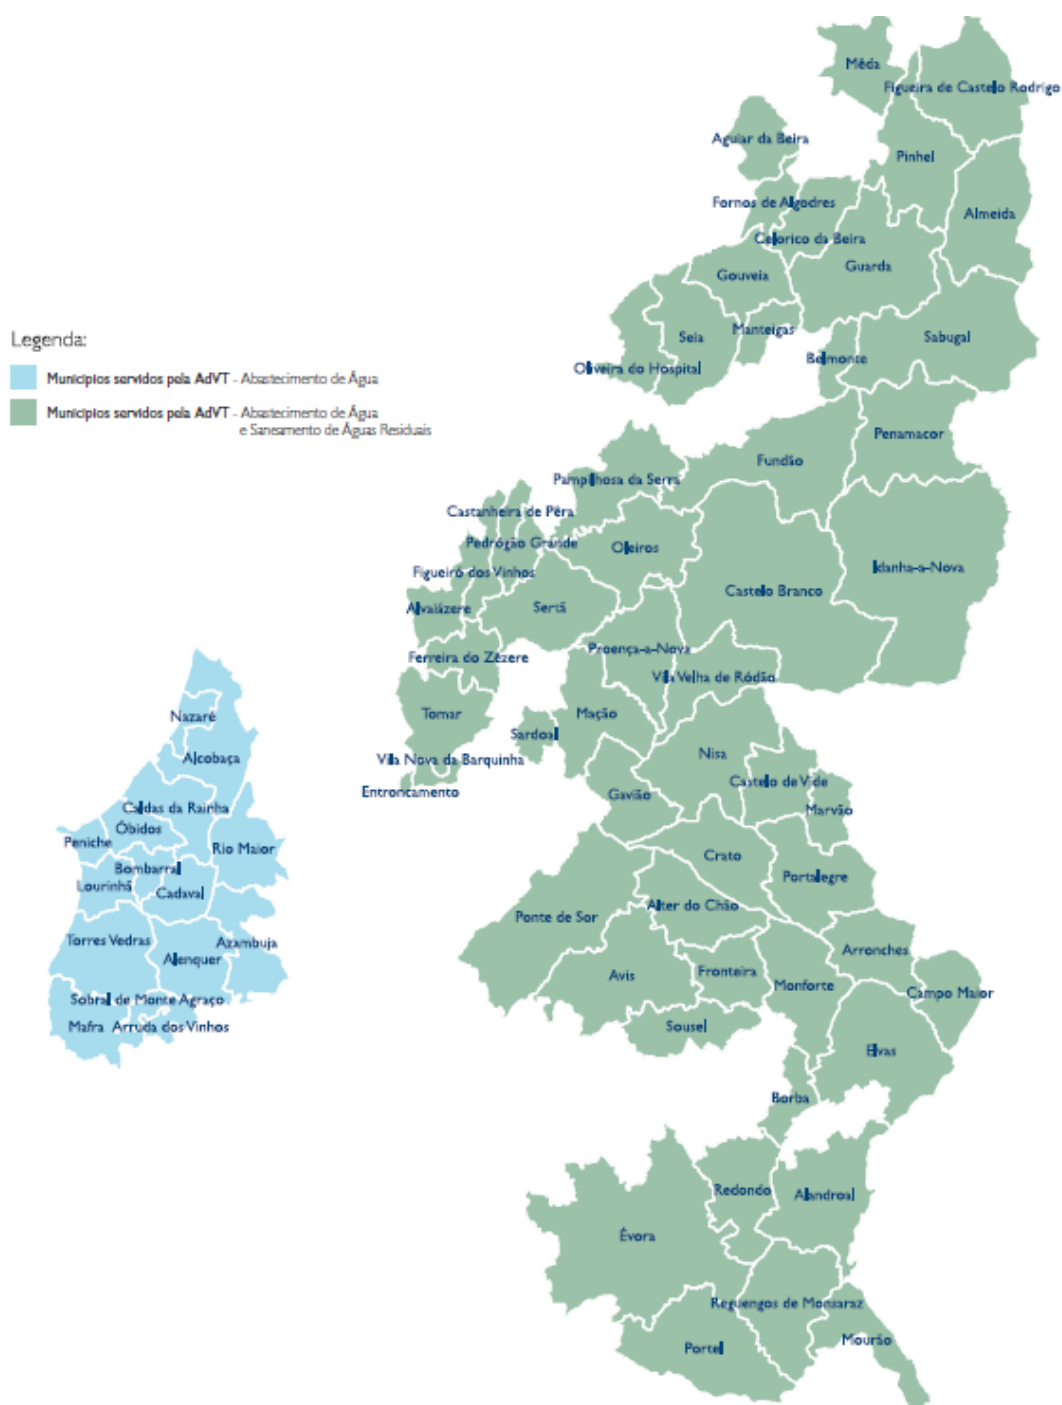 Mêda
Figueira de Castelo Rodrigo
Aguiar da Beira
Pinhel
Fornos de Algodres
Almeida
Celorico da Beira
Guarda
Gouveia
Manteigas
Seia
Sabugal
Belmonte
Oliveira do Hospital
Legenda:
Municípios servidos pela AdVT - Abastecimento de Água
Municípios servidos pela AdVT - Abastecimento de Água
e Saneamento de Águas Residuais
Penamacor
Fundão
Pampilhosa da Serra
Castanheira de Pêra
Pedrógão Grande
Oleiros
Idanha-a-Nova
Figueiró dos Vinhos
Castelo Branco
Alvaiázere
Sertã
Proença-a-Nova
Ferreira do Zêzere
Vila Velha de Ródão
Tomar
Mação
Sardoal
Nazaré
Nisa
Alcobaça
Vila Nova da Barquinha
Castelo de Vide
Entroncamento
Gavião
Marvão
Caldas da Rainha
Óbidos
Peniche
Rio Maior
Crato
Bombarral
Portalegre
Lourinhã
Cadaval
Alter do Chão
Ponte de Sor
Torres Vedras
Azambuja
Arronches
Alenquer
Fronteira
Avis
Monforte
Campo Maior
Sobral de Monte Agraço
Mafra
Arruda dos Vinhos
Sousel
Elvas
Borba
Redondo
Alandroal
Évora
Reguengos de Monsaraz
Mourão
Portel